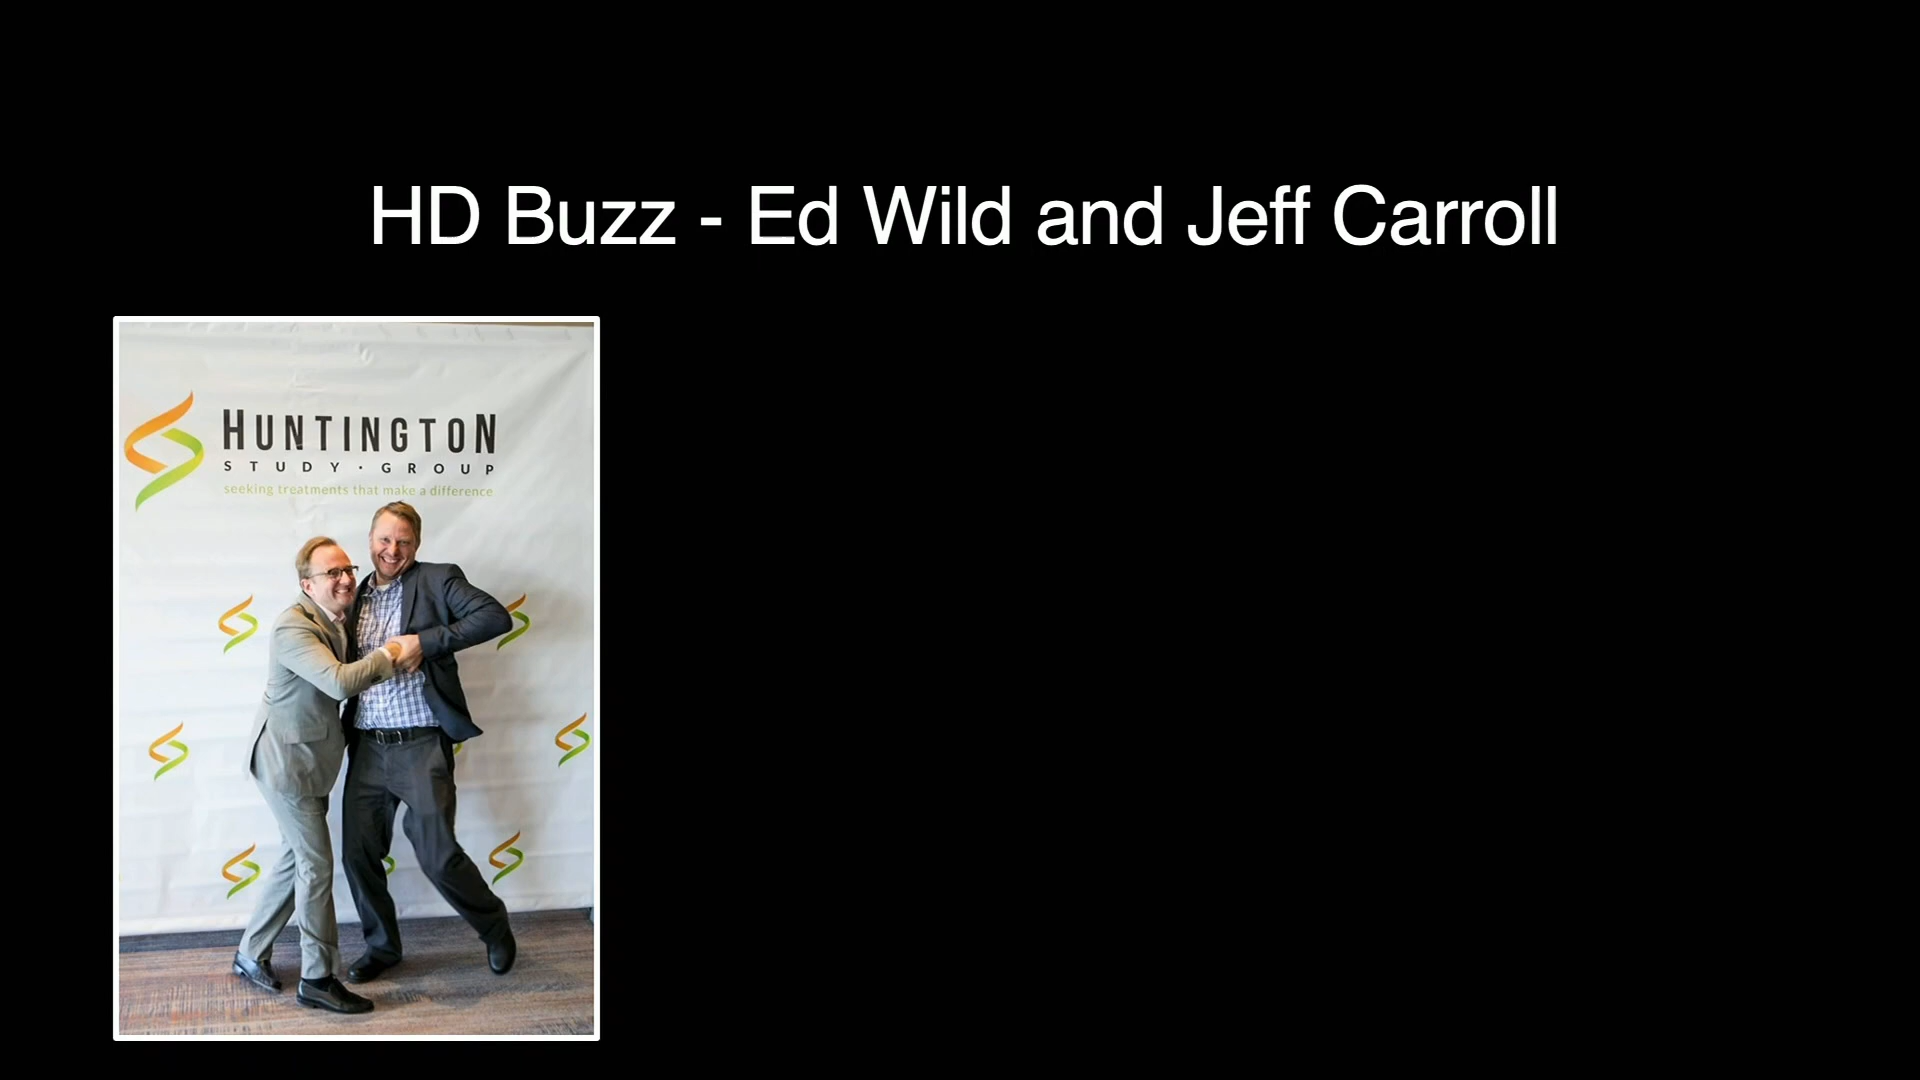 HD Buzz - Ed Wild and Jeff Carroll
HUNTINGTON
STUDY · GROUP
seeking treatments that make a difference